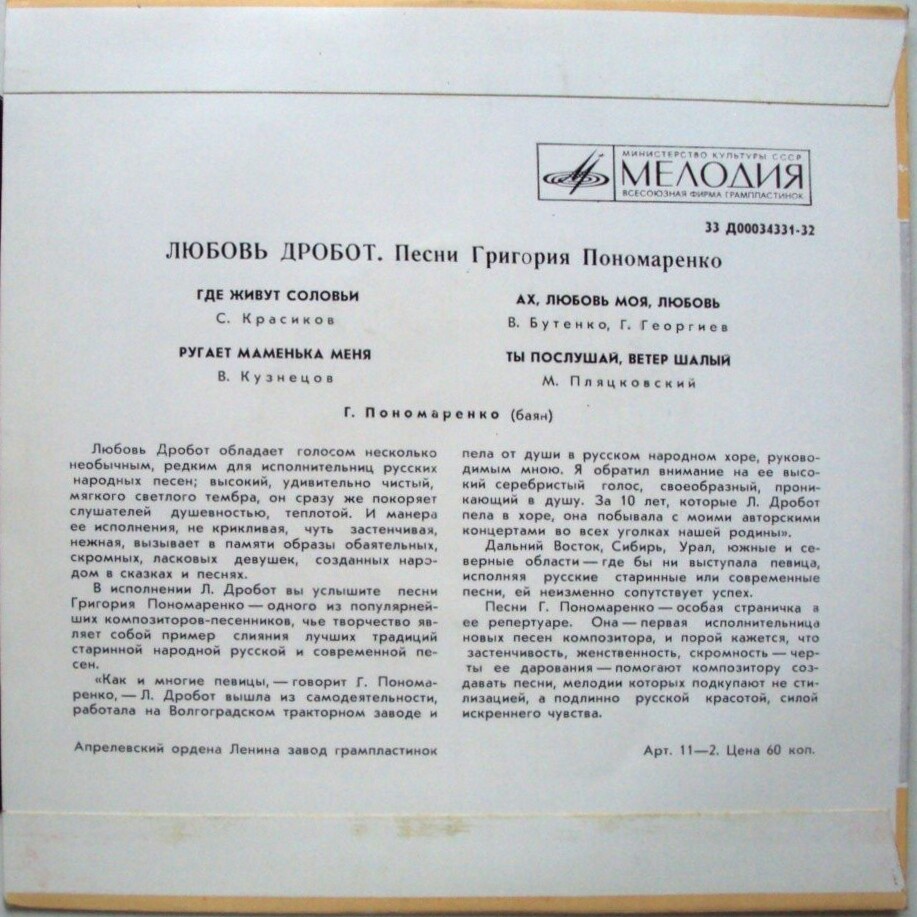 МИНИСТЕРСТВО КУЛЬТУРЫ СССР
МЕЛОДИЯ
ВСЕСОЮЗНАЯ ФИРМА ГРАМПЛАСТИНОК
33 Д00034331-32
ЛЮБОВЬ ДРОБОТ. Песни Григория Пономаренко
ГДЕ ЖИВУТ СОЛОВЬИ
С. Красиков
РУГАЕТ МАМЕНЬКА МЕНЯ
В. Кузнецов
АХ, ЛЮБОВЬ МОЯ, ЛЮБОВЬ
В. Бутенко, Г. Георгиев
ТЫ ПОСЛУШАЙ, ВЕТЕР ШАЛЫЙ
М. Пляцковский
Г. Пономаренко (баян)
Любовь Дробот обладает голосом несколько
необычным, редким для исполнительниц русских
народных песен; высокий, удивительно чистый,
мягкого светлого тембра, он сразу же покоряет
слушателей душевностью, теплотой. И манера
ее исполнения, не крикливая, чуть застенчивая,
нежная, вызывает в памяти образы обаятельных,
скромных, ласковых девушек, созданных наро-
дом в сказках и песнях.
В исполнении Л. Дробот вы услышите песни
Григория Пономаренко — одного из популярней-
ших композиторов-песенников, чье творчество яв-
ляет собой пример слияния лучших традиций
старинной народной русской и современной пе-
сен.
«Как и многие певицы, — говорит Г. Понома-
ренко, — Л. Дробот вышла из самодеятельности,
работала на Волгоградском тракторном заводе и
пела от души в русском народном хоре, руково-
димым мною. Я обратил внимание на ее высо-
кий серебристый голос, своеобразный, прони-
кающий в душу. За 10 лет, которые Л. Дробот
пела в хоре, она побывала с моими авторскими
концертами во всех уголках нашей родины».
Дальний Восток, Сибирь, Урал, южные и се-
верные области — где бы ни выступала певица,
исполняя русские старинные или современные
песни, ей неизменно сопутствует успех.
Песни Г. Пономаренко — особая страничка в
ее репертуаре. Она — первая исполнительница
новых песен композитора, и порой кажется, что
застенчивость, женственность, скромность — чер-
ты ее дарования — помогают композитору соз-
давать песни, мелодии которых подкупают не сти-
лизацией, а подлинно русской красотой, силой
искреннего чувства.
Апрелевский ордена Ленина завод грампластинок
Арт. 11—2. Цена 60 коп.